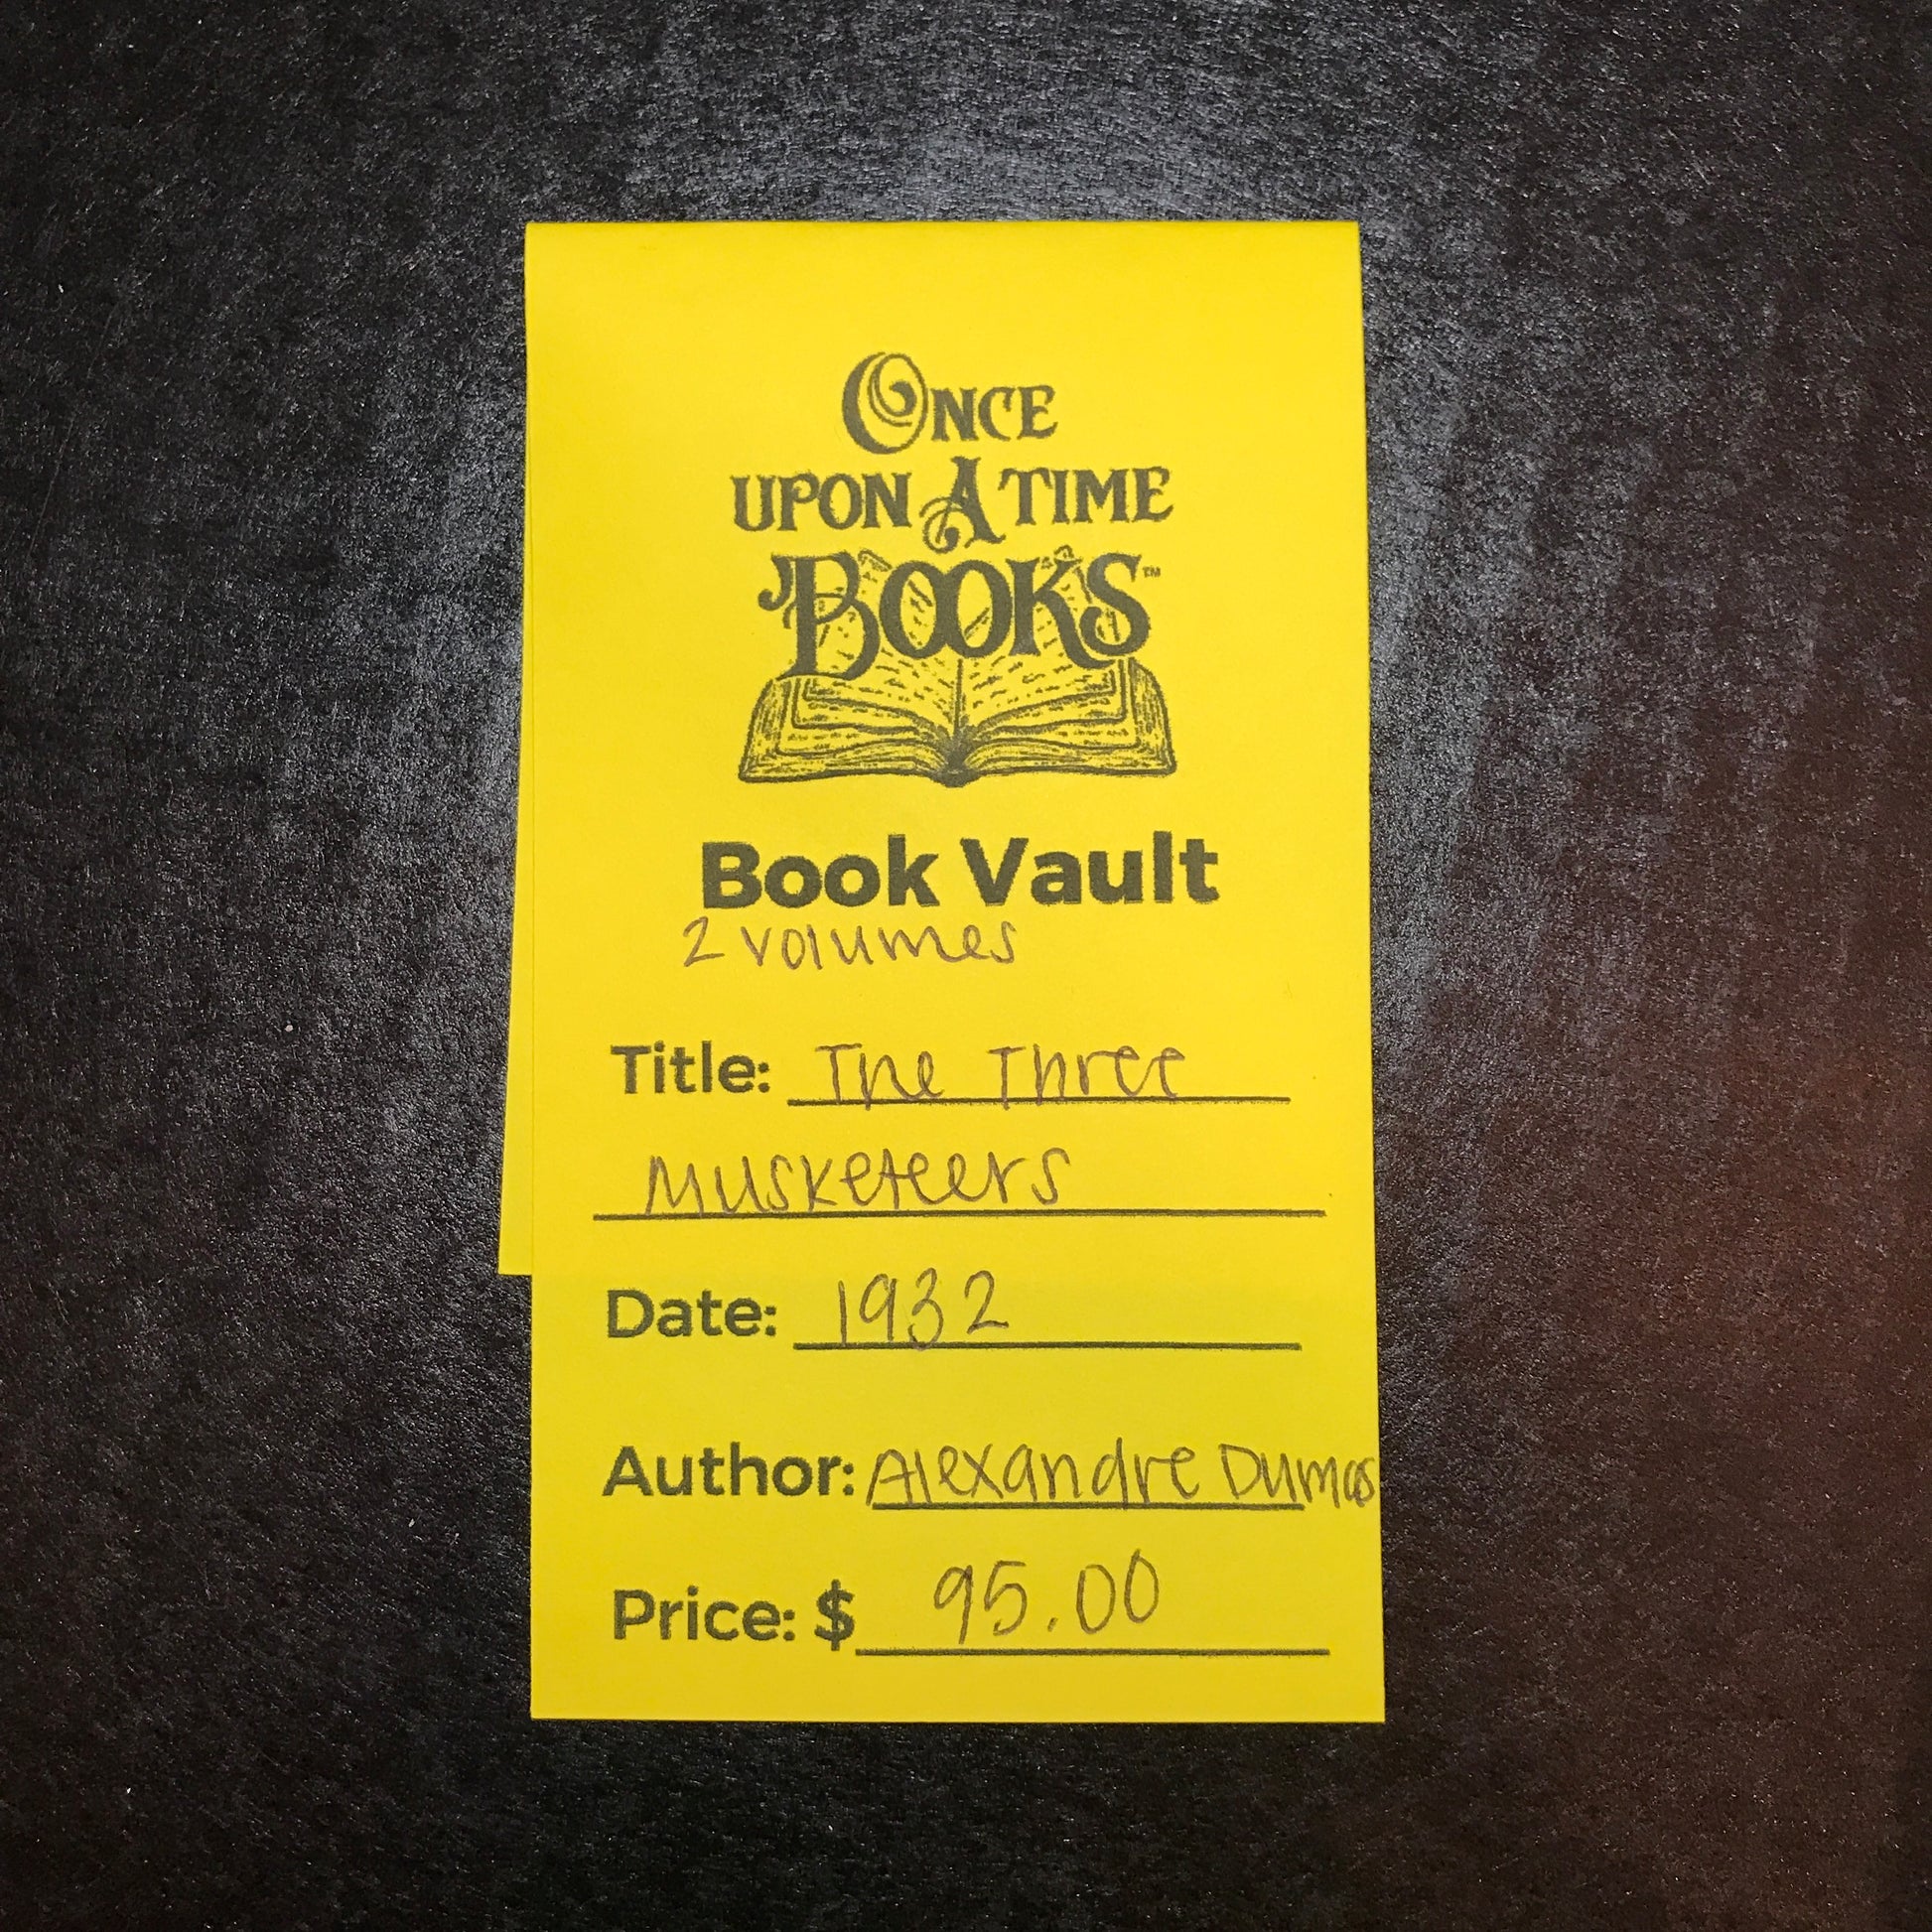 ONCE
UPON A TIME
BOOKS™
Book Vault
2 volumes
Title: The Three
Musketeers
Date: 1932
Author: Alexandre Dumas
Price: $ 95.00